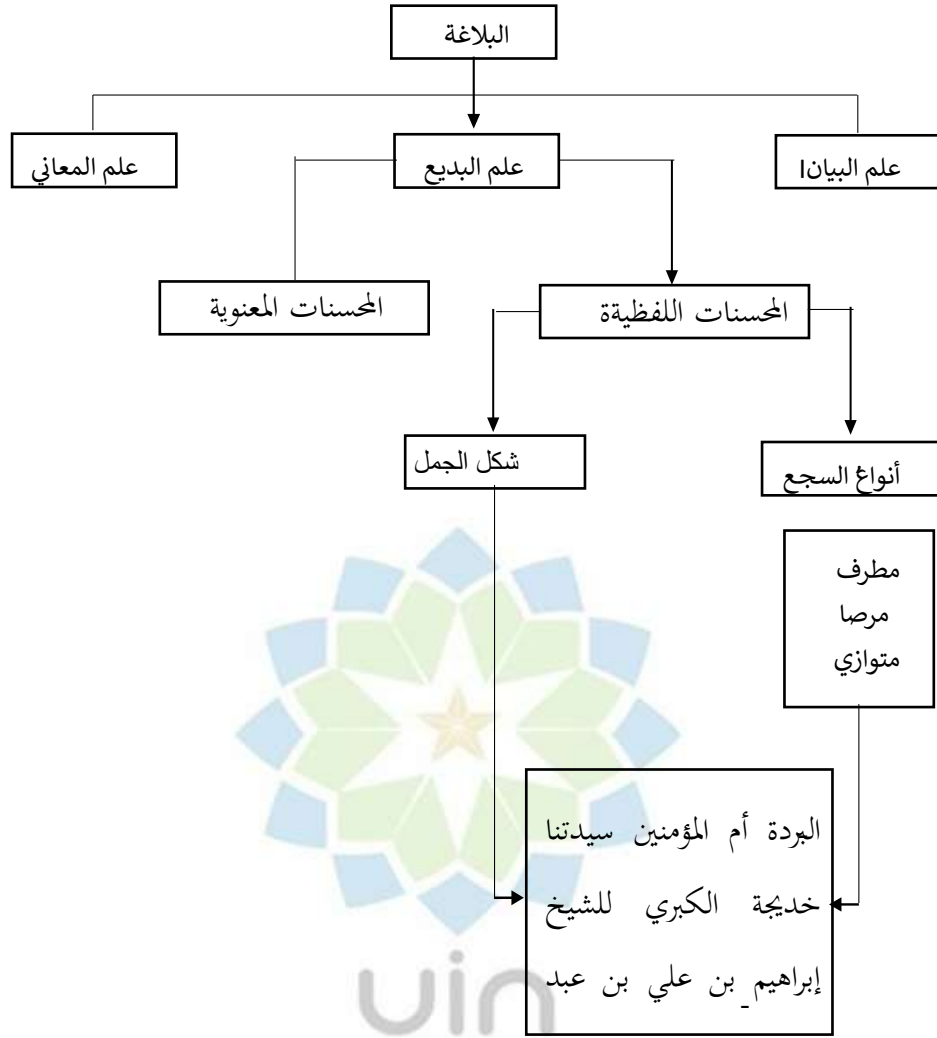 البلاغة
علم البيانا
علم البديع
علم المعاني
المحسنات اللفظيةة
المحسنات المعنوية
أنواع السجع
شكل الجمل
مطرف
مرصا
متوازي
البردة أم المؤمنين سيدتنا
خديجة الكبري للشيخ
إبراهيم بن علي بن عبد
uin